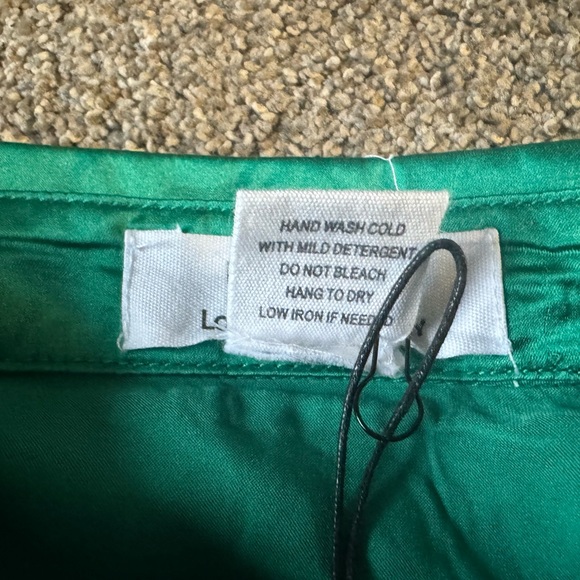 HAND WASH COLD
WITH MILD DETERGENT
DO NOT BLEACH
HANG TO DRY
LOW IRON IF NEEDED